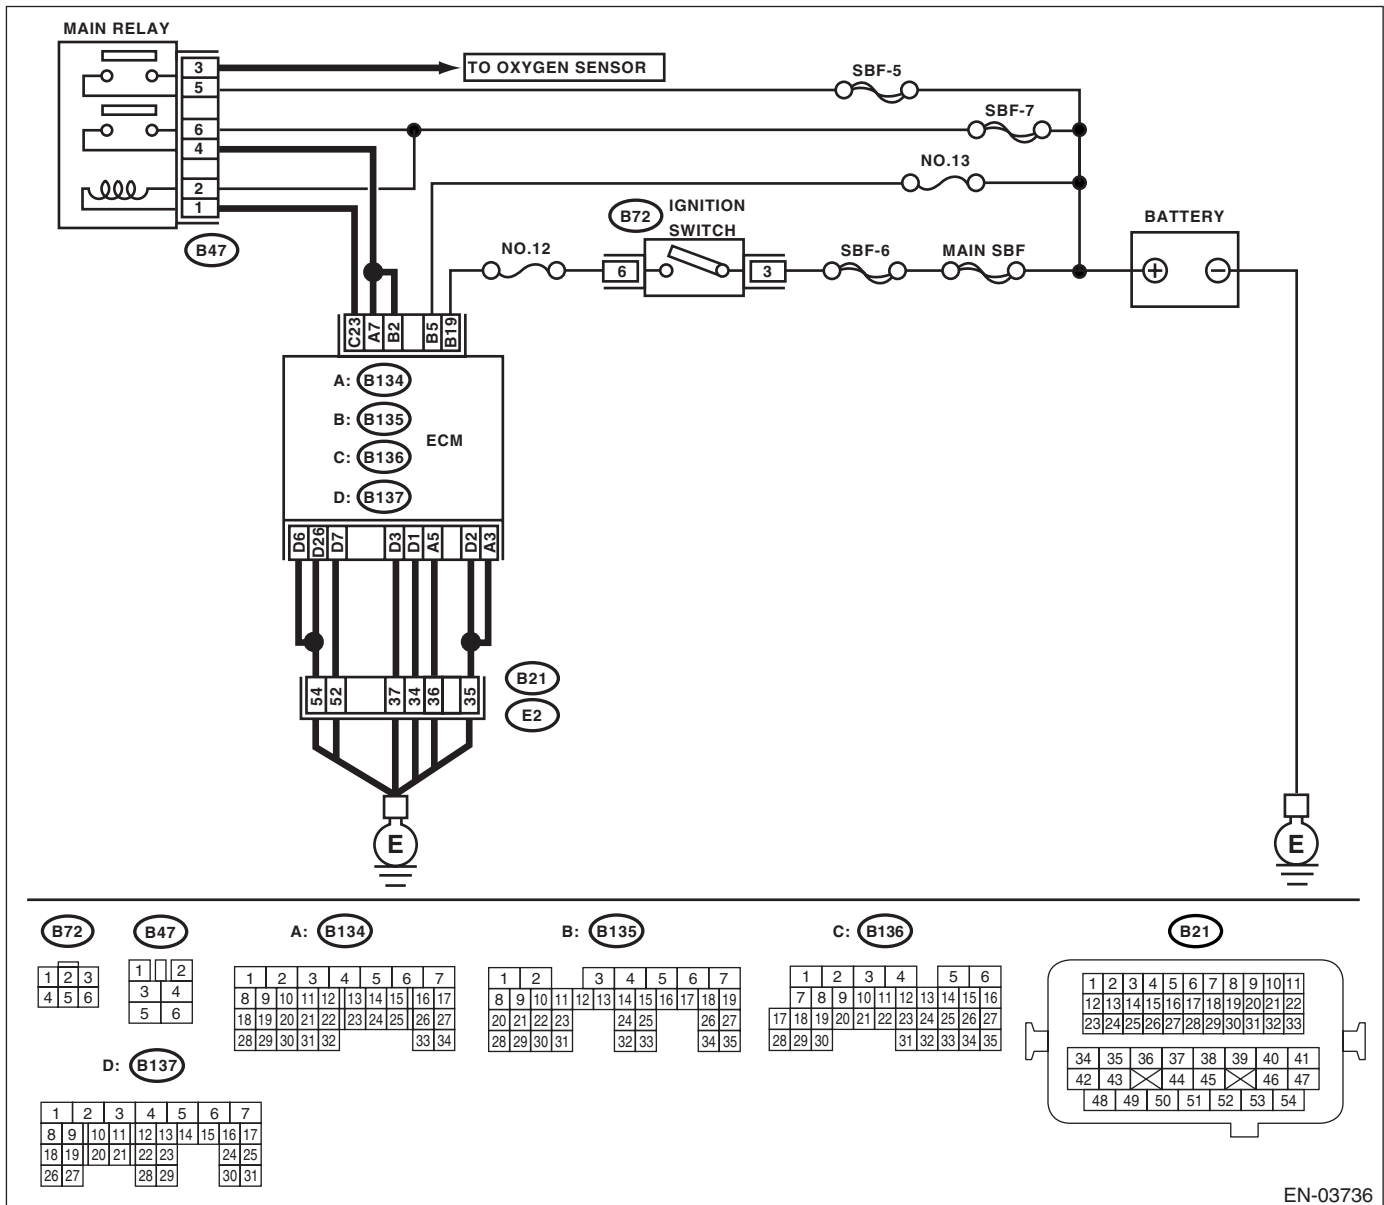 MAIN RELAY
3
TO OXYGEN SENSOR
5
SBF-5
6
SBF-7
4
NO.13
2
1
B47
B72
IGNITION
SWITCH
BATTERY
NO.12
6
3
SBF-6
MAIN SBF
+
−
C23
A7
B2
B5
B19
A: B134
B: B135
ECM
C: B136
D: B137
D6
D26
D7
D3
D1
A5
D2
A3
54
52
37
34
36
35
B21
E2
E
E
B72
1 2 3
4 5 6
B47
1 2
3 4
5 6
A: B134
1 2 3 4 5 6 7
8 9 10 11 12 13 14 15 16 17
18 19 20 21 22 23 24 25 26 27
28 29 30 31 32 33 34
B: B135
1 2 3 4 5 6 7
8 9 10 11 12 13 14 15 16 17 18 19
20 21 22 23 24 25 26 27
28 29 30 31 32 33 34 35
C: B136
1 2 3 4 5 6
7 8 9 10 11 12 13 14 15 16
17 18 19 20 21 22 23 24 25 26 27
28 29 30 31 32 33 34 35
B21
1 2 3 4 5 6 7 8 9 10 11
12 13 14 15 16 17 18 19 20 21 22
23 24 25 26 27 28 29 30 31 32 33
34 35 36 37 38 39 40 41
42 43 44 45 46 47
48 49 50 51 52 53 54
D: B137
1 2 3 4 5 6 7
8 9 10 11 12 13 14 15 16 17
18 19 20 21 22 23 24 25
26 27 28 29 30 31
EN-03736